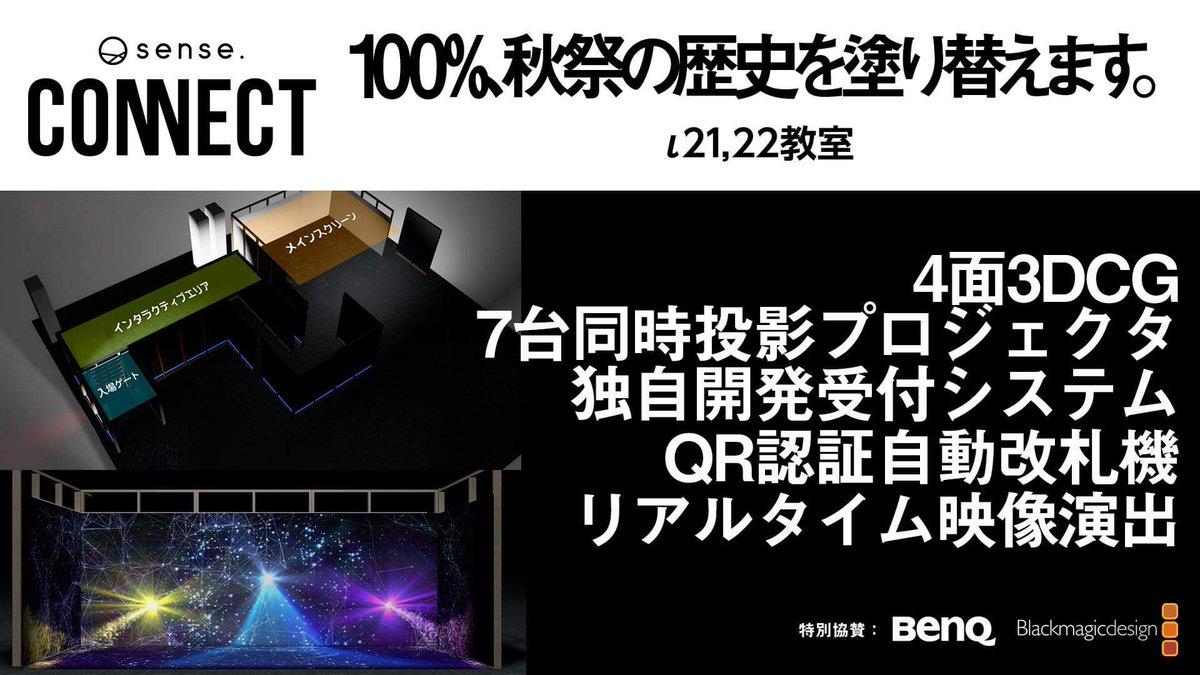 sense.
CONNECT
100%、秋祭の歴史を塗り替えます。
ι21,22教室
メインスクリーン
インタラクティブエリア
入場ゲート
4面3DCG
7台同時投影プロジェクタ
独自開発受付システム
QR認証自動改札機
リアルタイム映像演出
特別協賛： BenQ Blackmagicdesign